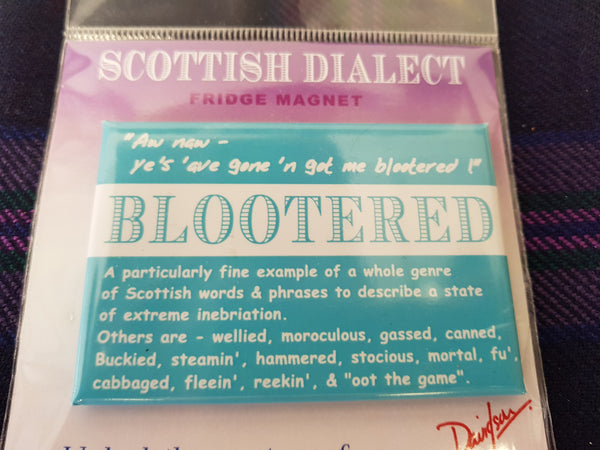 SCOTTISH DIALECT
FRIDGE MAGNET
"Aw naw -
ye's 'ave gone 'n got me blootered !"
BLOOTERED
A particularly fine example of a whole genre
of Scottish words & phrases to describe a state
of extreme inebriation.
Others are - wellied, moroculous, gassed, canned,
Buckied, steamin', hammered, stocious, mortal, fu',
cabbaged, fleein', reekin', & "oot the game".